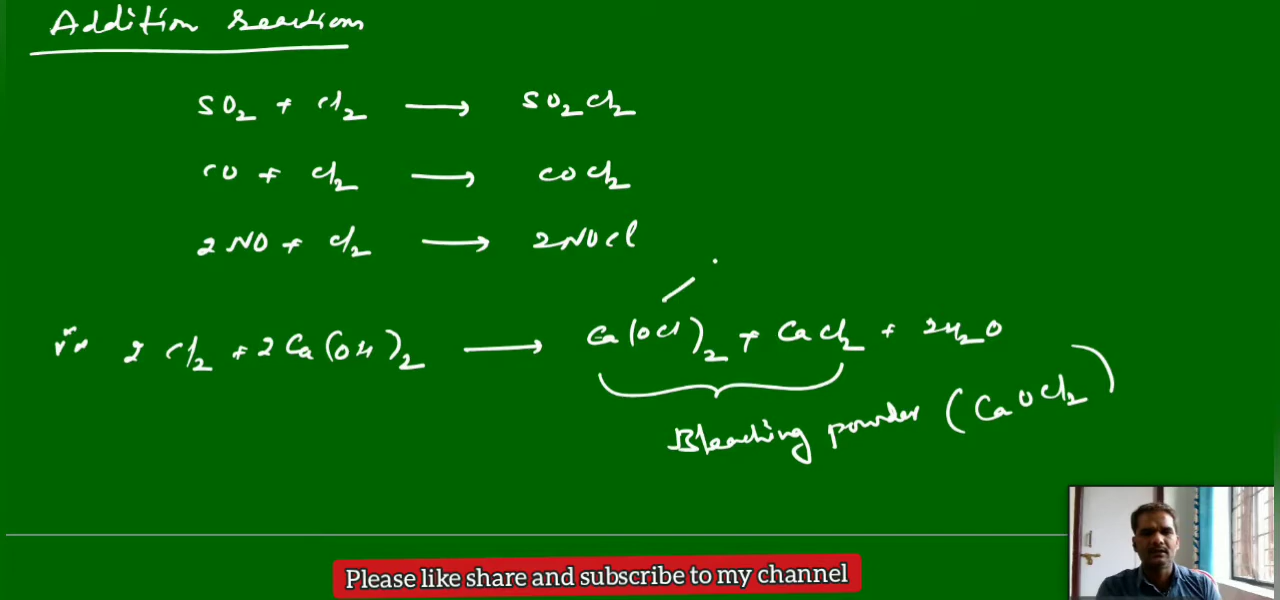 Addition reactions
SO₂ + Cl₂ ⟶ SO₂Cl₂
CO + Cl₂ ⟶ COCl₂
2NO + Cl₂ ⟶ 2NOCl
2Cl₂ + 2Ca(OH)₂ ⟶ Ca(OCl)₂ + CaCl₂ + 2H₂O
Bleaching powder (CaOCl₂)
Please like share and subscribe to my channel